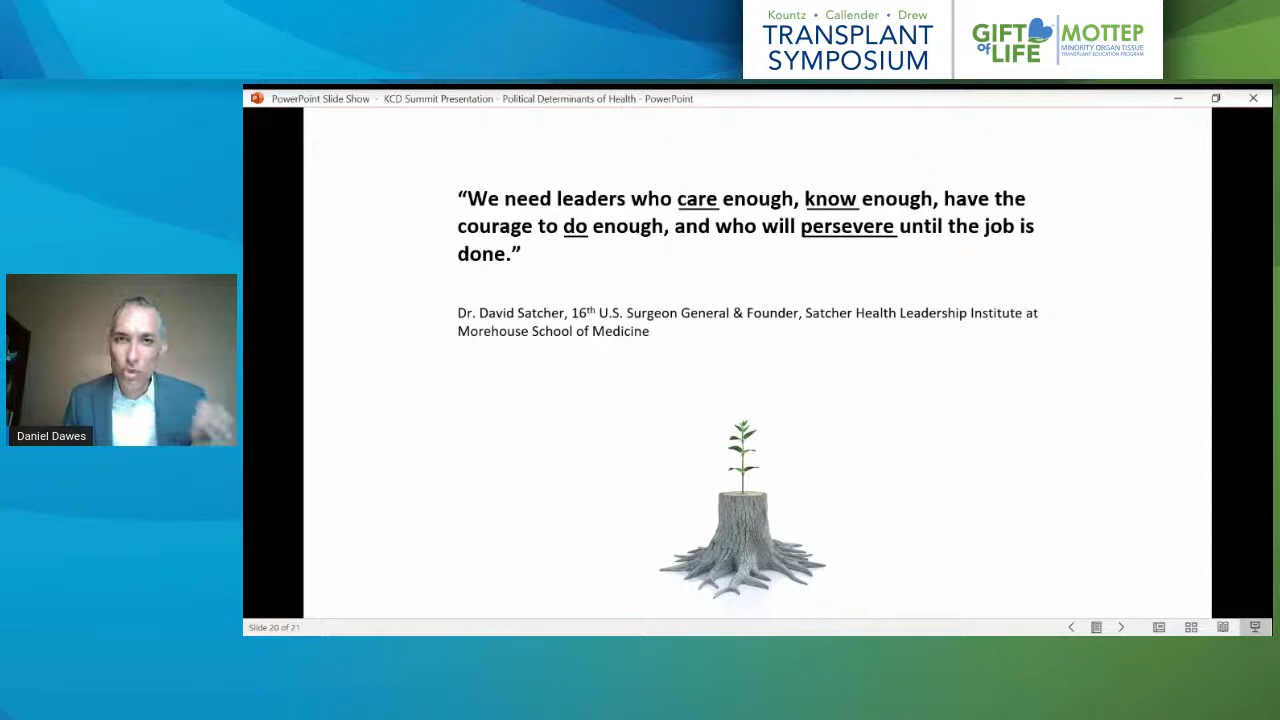 Kountz • Callender • Drew
TRANSPLANT
SYMPOSIUM
GIFT
of LIFE
MOTTEP
MINORITY ORGAN TISSUE
TRANSPLANT EDUCATION PROGRAM
PowerPoint Slide Show - KCD Summit Presentation - Political Determinants of Health - PowerPoint
“We need leaders who care enough, know enough, have the
courage to do enough, and who will persevere until the job is
done.”
Dr. David Satcher, 16th U.S. Surgeon General & Founder, Satcher Health Leadership Institute at
Morehouse School of Medicine
Daniel Dawes
Slide 20 of 21